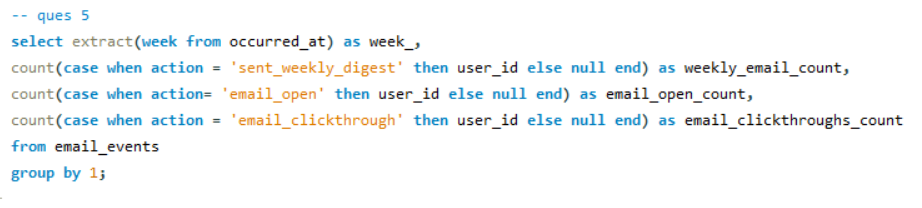 -- ques 5
select extract(week from occurred_at) as week_,
count(case when action = 'sent_weekly_digest' then user_id else null end) as weekly_email_count,
count(case when action= 'email_open' then user_id else null end) as email_open_count,
count(case when action = 'email_clickthrough' then user_id else null end) as email_clickthroughs_count
from email_events
group by 1;